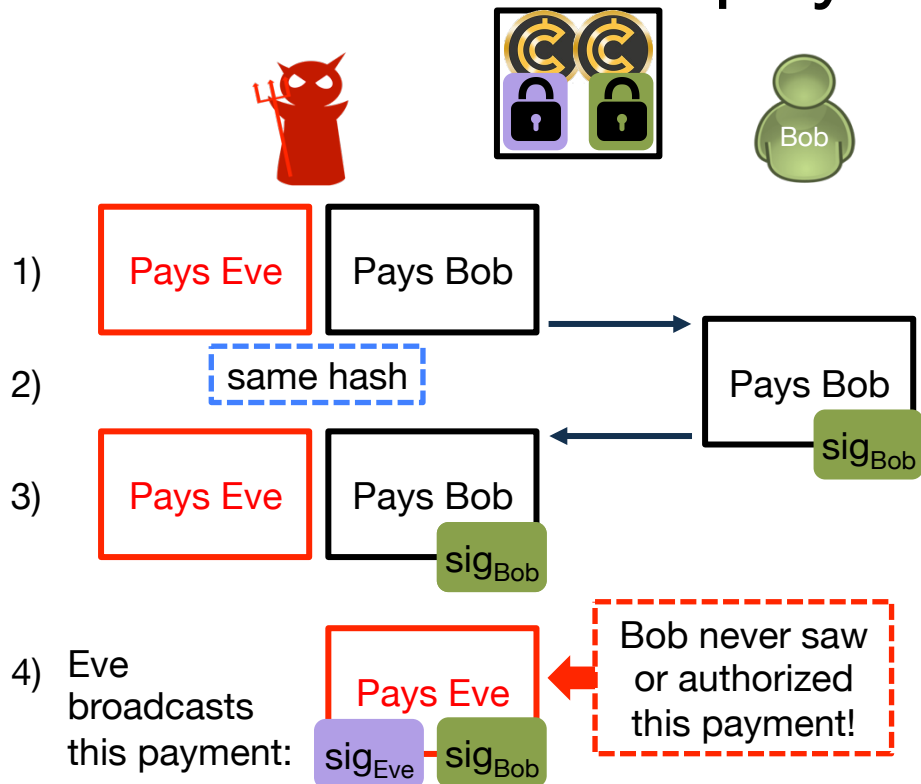 Bob
1)
Pays Eve
Pays Bob
2)
same hash
Pays Bob
sigBob
3)
Pays Eve
Pays Bob
sigBob
4)
Eve
broadcasts
this payment:
Pays Eve
sigEve
sigBob
Bob never saw
or authorized
this payment!